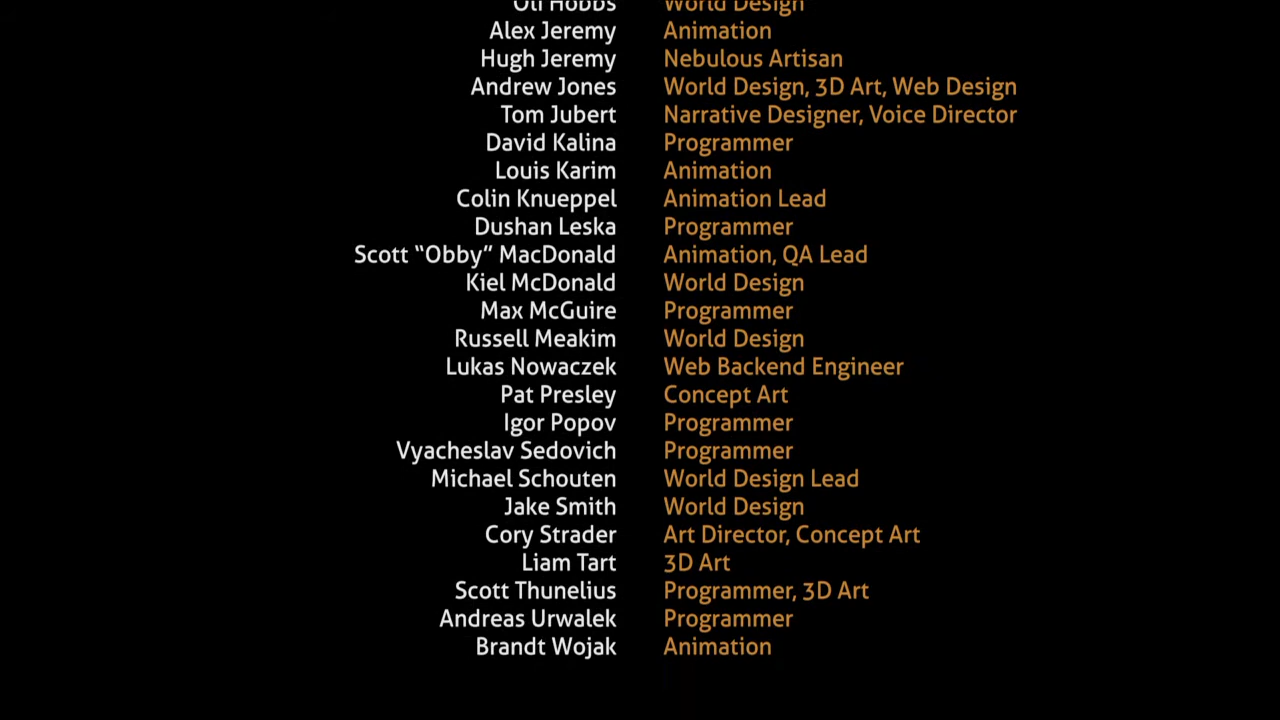 Oli Hobbs World Design
Alex Jeremy Animation
Hugh Jeremy Nebulous Artisan
Andrew Jones World Design, 3D Art, Web Design
Tom Jubert Narrative Designer, Voice Director
David Kalina Programmer
Louis Karim Animation
Colin Knueppel Animation Lead
Dushan Leska Programmer
Scott “Obby” MacDonald Animation, QA Lead
Kiel McDonald World Design
Max McGuire Programmer
Russell Meakim World Design
Lukas Nowaczek Web Backend Engineer
Pat Presley Concept Art
Igor Popov Programmer
Vyacheslav Sedovich Programmer
Michael Schouten World Design Lead
Jake Smith World Design
Cory Strader Art Director, Concept Art
Liam Tart 3D Art
Scott Thunelius Programmer, 3D Art
Andreas Urwalek Programmer
Brandt Wojak Animation